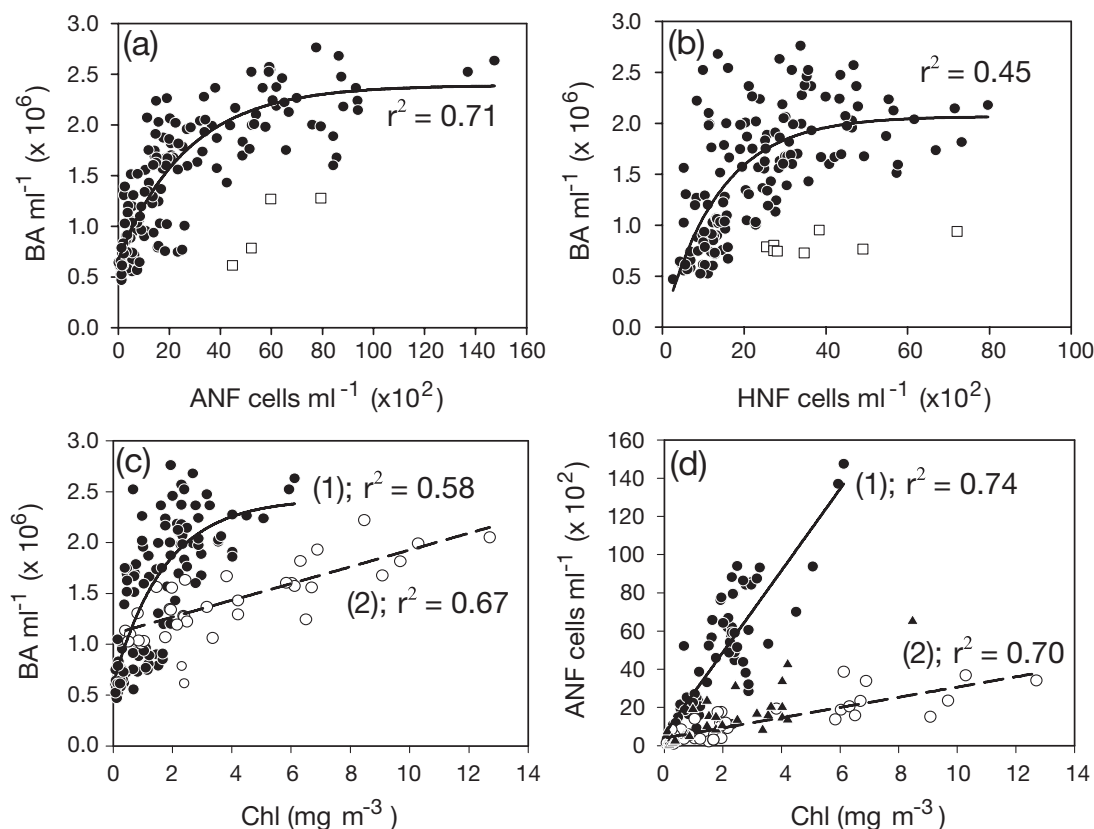 (a)
3.0
2.5
2.0
1.5
1.0
0.5
0.0
BA ml⁻¹ (x 10⁶)
r² = 0.71
0 20 40 60 80 100 120 140 160
ANF cells ml⁻¹ (x10²)
(b)
3.0
2.5
2.0
1.5
1.0
0.5
0.0
BA ml⁻¹ (x 10⁶)
r² = 0.45
0 20 40 60 80 100
HNF cells ml⁻¹ (x10²)
(c)
3.0
2.5
2.0
1.5
1.0
0.5
0.0
BA ml⁻¹ (x 10⁶)
(1); r² = 0.58
(2); r² = 0.67
0 2 4 6 8 10 12 14
Chl (mg m⁻³)
(d)
160
140
120
100
80
60
40
20
0
ANF cells ml⁻¹ (x 10²)
(1); r² = 0.74
(2); r² = 0.70
0 2 4 6 8 10 12 14
Chl (mg m⁻³)